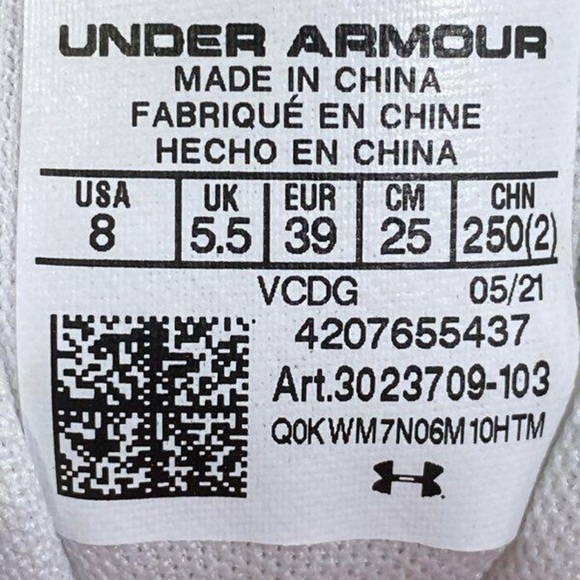 UNDER ARMOUR
MADE IN CHINA
FABRIQUÉ EN CHINE
HECHO EN CHINA
USA UK EUR CM CHN
8 5.5 39 25 250(2)
VCDG 05/21
4207655437
Art.3023709-103
Q0KWM7N06M10HTM